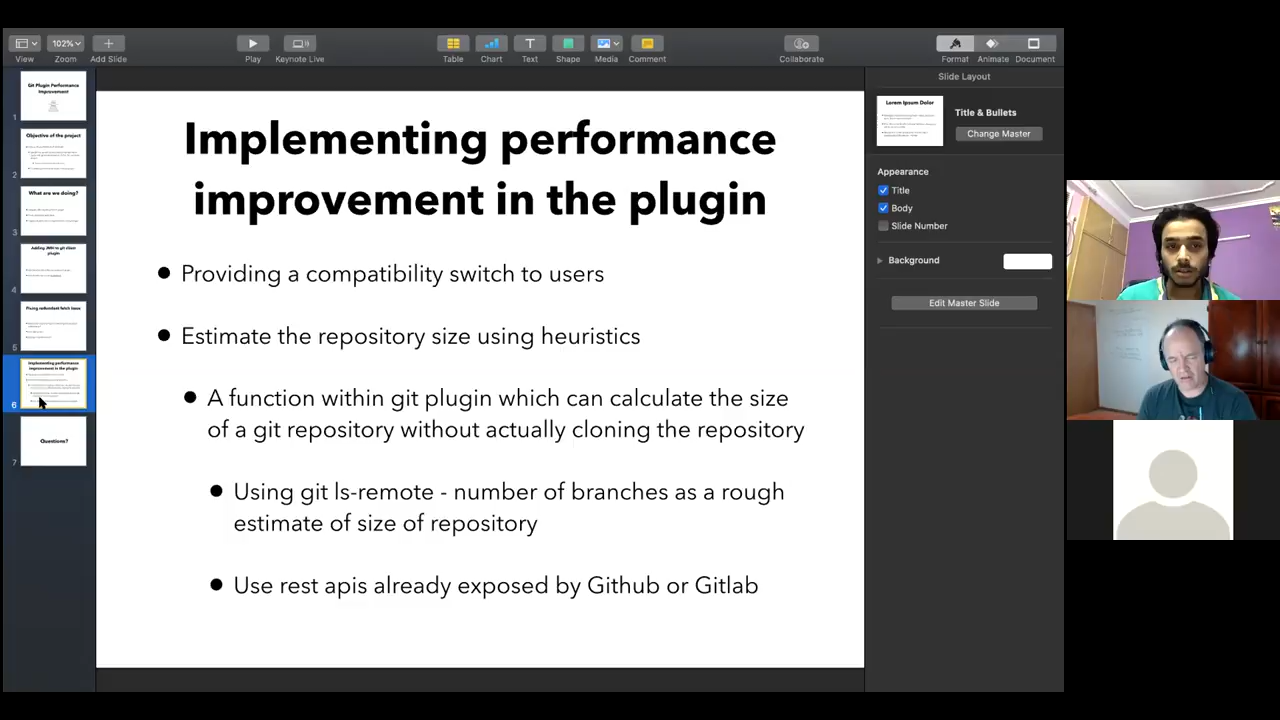 View
102%
Zoom
Add Slide
Play
Keynote Live
Table
Chart
Text
Shape
Media
Comment
Collaborate
Format
Animate
Document
Git Plugin Performance
Improvement
1
Objective of the project
2
What are we doing?
3
Adding JMH to git client
plugin
4
Fixing redundant fetch issue
5
Implementing performance
improvement in the plugin
6
Questions?
7
Implementing performance
improvement in the plugin
● Providing a compatibility switch to users
● Estimate the repository size using heuristics
● A function within git plugin which can calculate the size
of a git repository without actually cloning the repository
● Using git ls-remote - number of branches as a rough
estimate of size of repository
● Use rest apis already exposed by Github or Gitlab
Slide Layout
Lorem Ipsum Dolor
Title & Bullets
Change Master
Appearance
Title
Body
Slide Number
Background
Edit Master Slide